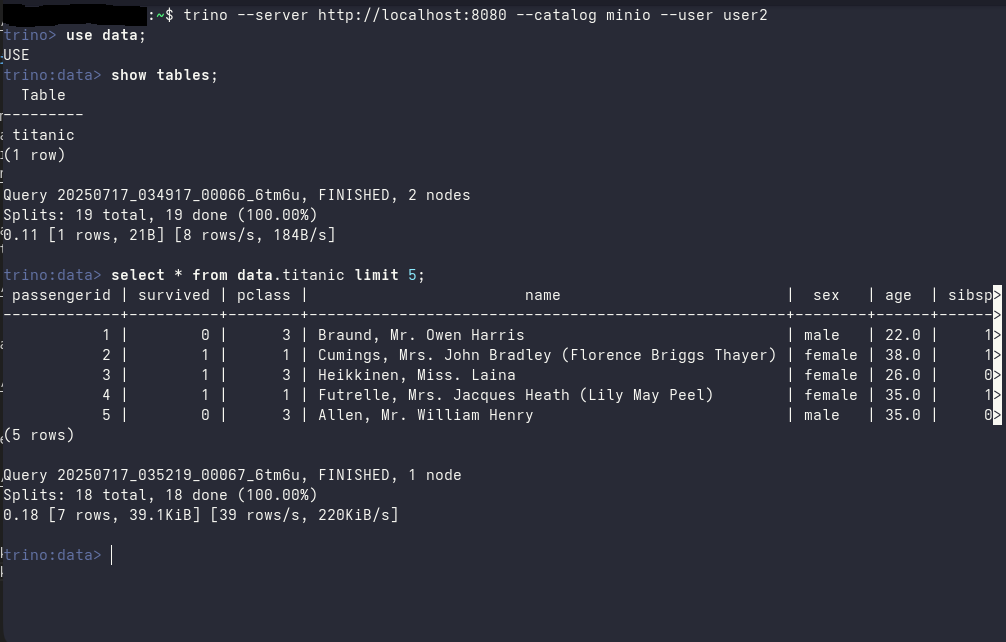 :~$ trino --server http://localhost:8080 --catalog minio --user user2
trino> use data;
USE
trino:data> show tables;
  Table
---------
 titanic
(1 row)

Query 20250717_034917_00066_6tm6u, FINISHED, 2 nodes
Splits: 19 total, 19 done (100.00%)
0.11 [1 rows, 21B] [8 rows/s, 184B/s]

trino:data> select * from data.titanic limit 5;
 passengerid | survived | pclass |                        name                         |  sex   | age  | sibsp>
-------------+----------+--------+-----------------------------------------------------+--------+------+------>
           1 |        0 |      3 | Braund, Mr. Owen Harris                             | male   | 22.0 |     1>
           2 |        1 |      1 | Cumings, Mrs. John Bradley (Florence Briggs Thayer) | female | 38.0 |     1>
           3 |        1 |      3 | Heikkinen, Miss. Laina                              | female | 26.0 |     0>
           4 |        1 |      1 | Futrelle, Mrs. Jacques Heath (Lily May Peel)        | female | 35.0 |     1>
           5 |        0 |      3 | Allen, Mr. William Henry                            | male   | 35.0 |     0>
(5 rows)

Query 20250717_035219_00067_6tm6u, FINISHED, 1 node
Splits: 18 total, 18 done (100.00%)
0.18 [7 rows, 39.1KiB] [39 rows/s, 220KiB/s]

trino:data>